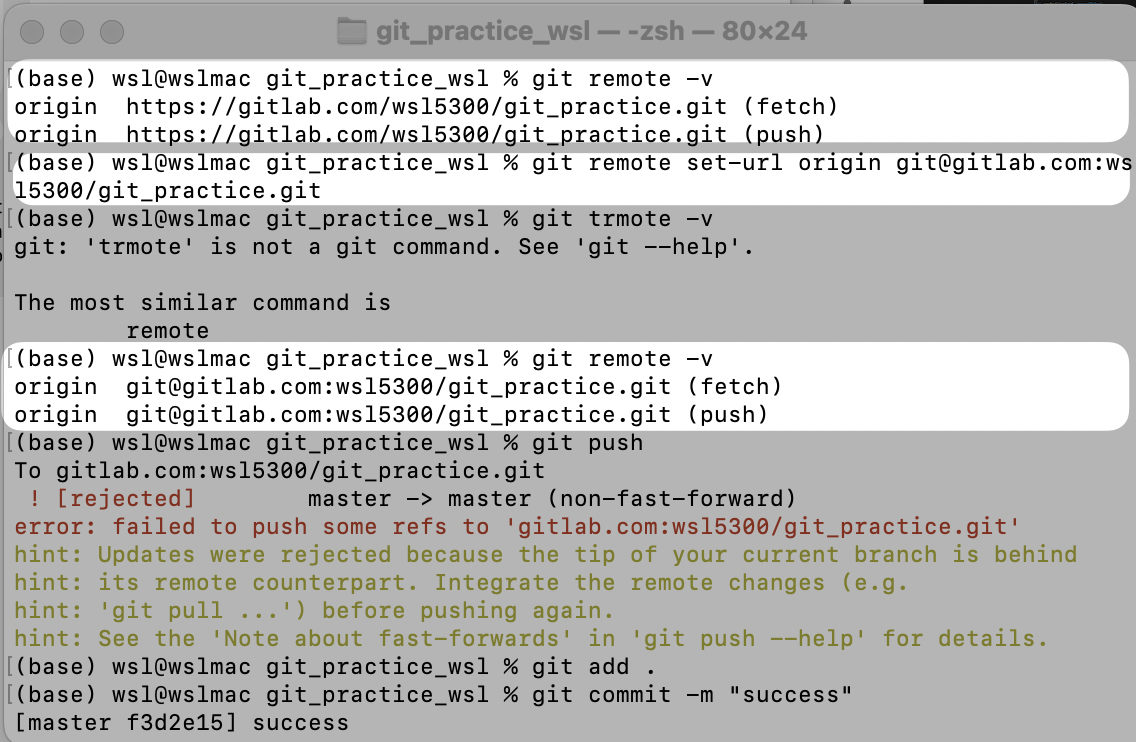 git_practice_wsl — -zsh — 80×24
(base) wsl@wslmac git_practice_wsl % git remote -v
origin  https://gitlab.com/wsl5300/git_practice.git (fetch)
origin  https://gitlab.com/wsl5300/git_practice.git (push)
(base) wsl@wslmac git_practice_wsl % git remote set-url origin git@gitlab.com:ws
l5300/git_practice.git
(base) wsl@wslmac git_practice_wsl % git trmote -v
git: 'trmote' is not a git command. See 'git --help'.
The most similar command is
        remote
(base) wsl@wslmac git_practice_wsl % git remote -v
origin  git@gitlab.com:wsl5300/git_practice.git (fetch)
origin  git@gitlab.com:wsl5300/git_practice.git (push)
(base) wsl@wslmac git_practice_wsl % git push
To gitlab.com:wsl5300/git_practice.git
 ! [rejected]        master -> master (non-fast-forward)
error: failed to push some refs to 'gitlab.com:wsl5300/git_practice.git'
hint: Updates were rejected because the tip of your current branch is behind
hint: its remote counterpart. Integrate the remote changes (e.g.
hint: 'git pull ...') before pushing again.
hint: See the 'Note about fast-forwards' in 'git push --help' for details.
(base) wsl@wslmac git_practice_wsl % git add .
(base) wsl@wslmac git_practice_wsl % git commit -m "success"
[master f3d2e15] success